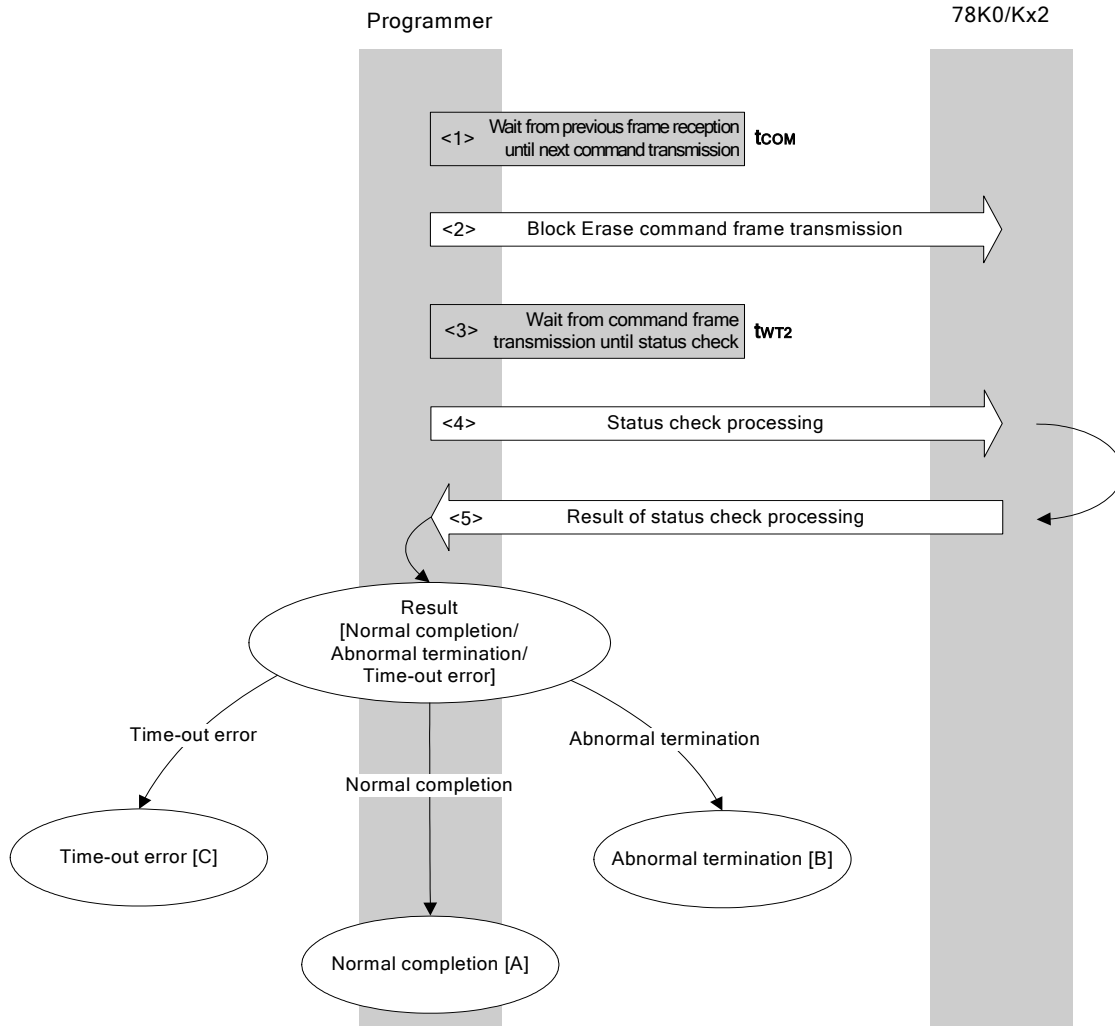 Programmer
78K0/Kx2
<1> Wait from previous frame reception
until next command transmission
tCOM
<2> Block Erase command frame transmission
<3> Wait from command frame
transmission until status check
tWT2
<4> Status check processing
<5> Result of status check processing
Result
[Normal completion/
Abnormal termination/
Time-out error]
Time-out error
Abnormal termination
Normal completion
Time-out error [C]
Abnormal termination [B]
Normal completion [A]